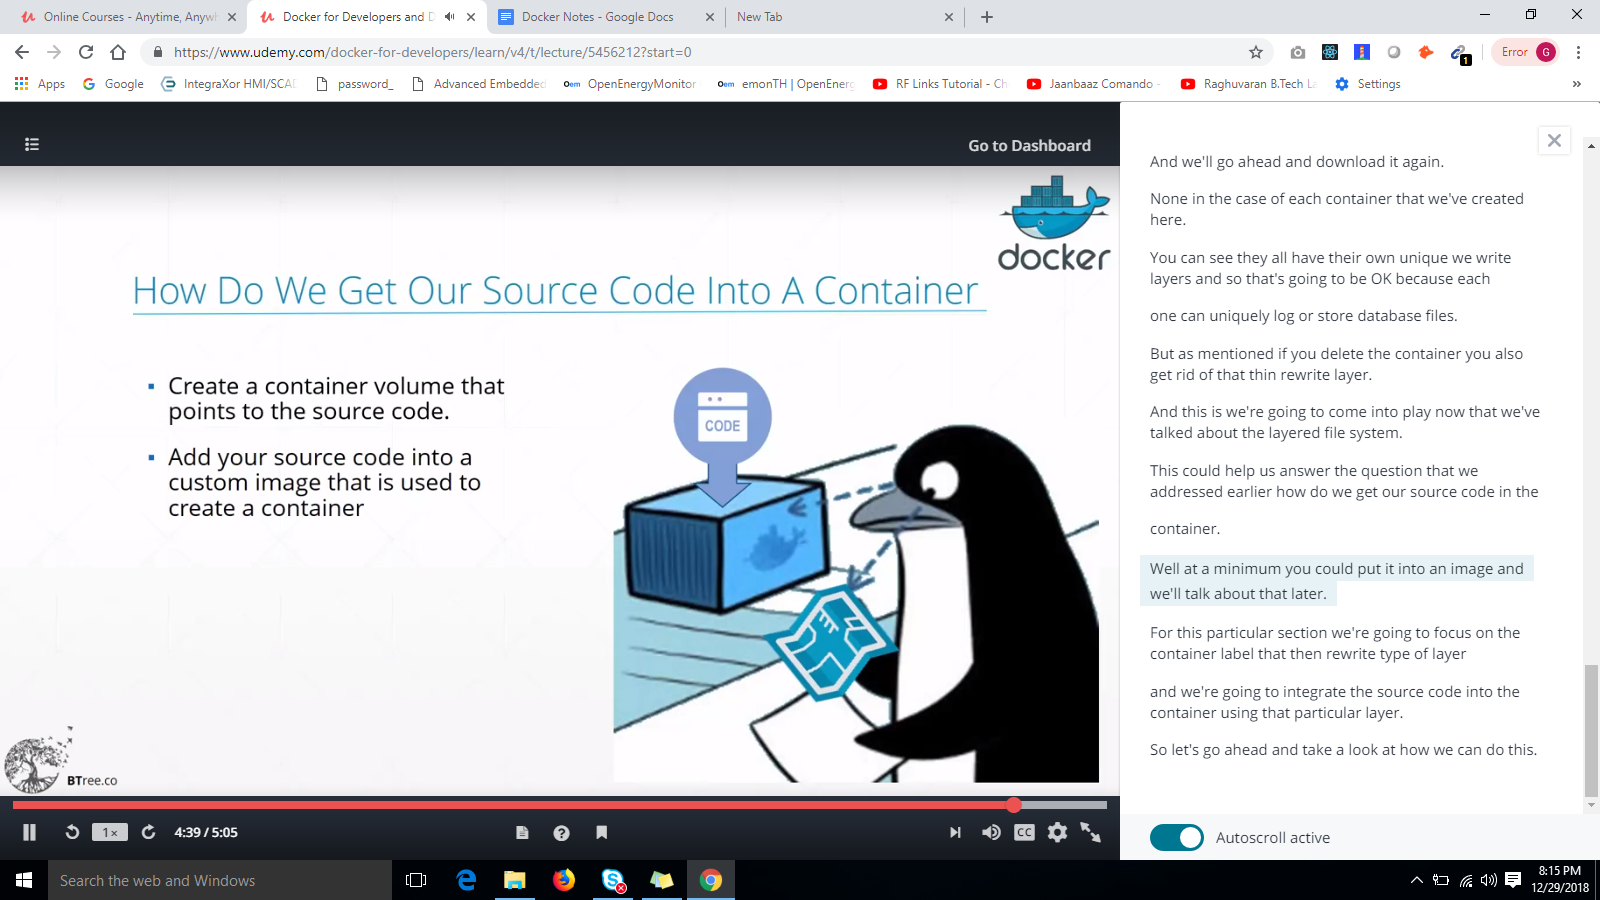 Online Courses - Anytime, Anywh
Docker for Developers and D
Docker Notes - Google Docs
New Tab
https://www.udemy.com/docker-for-developers/learn/v4/t/lecture/5456212?start=0
1
Error
G
Apps
Google
IntegraXor HMI/SCAD
password_
Advanced Embedded
Oem OpenEnergyMonitor
Oem emonTH | OpenEnerg
RF Links Tutorial - Ch
Jaanbaaz Comando -
Raghuvaran B.Tech La
Settings
»
Go to Dashboard
docker
How Do We Get Our Source Code Into A Container
▪ Create a container volume that
points to the source code.
▪ Add your source code into a
custom image that is used to
create a container
CODE
BTree.co
1×
4:39 / 5:05
?
CC
And we'll go ahead and download it again.
None in the case of each container that we've created
here.
You can see they all have their own unique we write
layers and so that's going to be OK because each
one can uniquely log or store database files.
But as mentioned if you delete the container you also
get rid of that thin rewrite layer.
And this is we're going to come into play now that we've
talked about the layered file system.
This could help us answer the question that we
addressed earlier how do we get our source code in the
container.
Well at a minimum you could put it into an image and
we'll talk about that later.
For this particular section we're going to focus on the
container label that then rewrite type of layer
and we're going to integrate the source code into the
container using that particular layer.
So let's go ahead and take a look at how we can do this.
Autoscroll active
Search the web and Windows
8:15 PM
12/29/2018